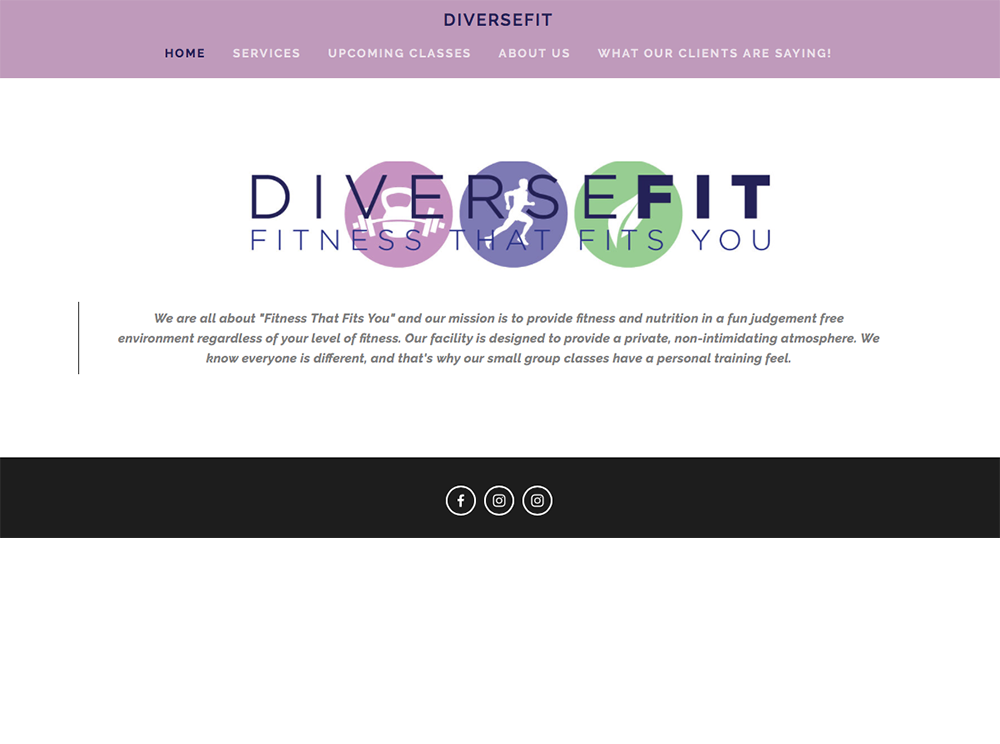 DIVERSEFIT
HOME SERVICES UPCOMING CLASSES ABOUT US WHAT OUR CLIENTS ARE SAYING!
DIVERSEFIT
FITNESS THAT FITS YOU
We are all about "Fitness That Fits You" and our mission is to provide fitness and nutrition in a fun judgement free
environment regardless of your level of fitness. Our facility is designed to provide a private, non-intimidating atmosphere. We
know everyone is different, and that's why our small group classes have a personal training feel.